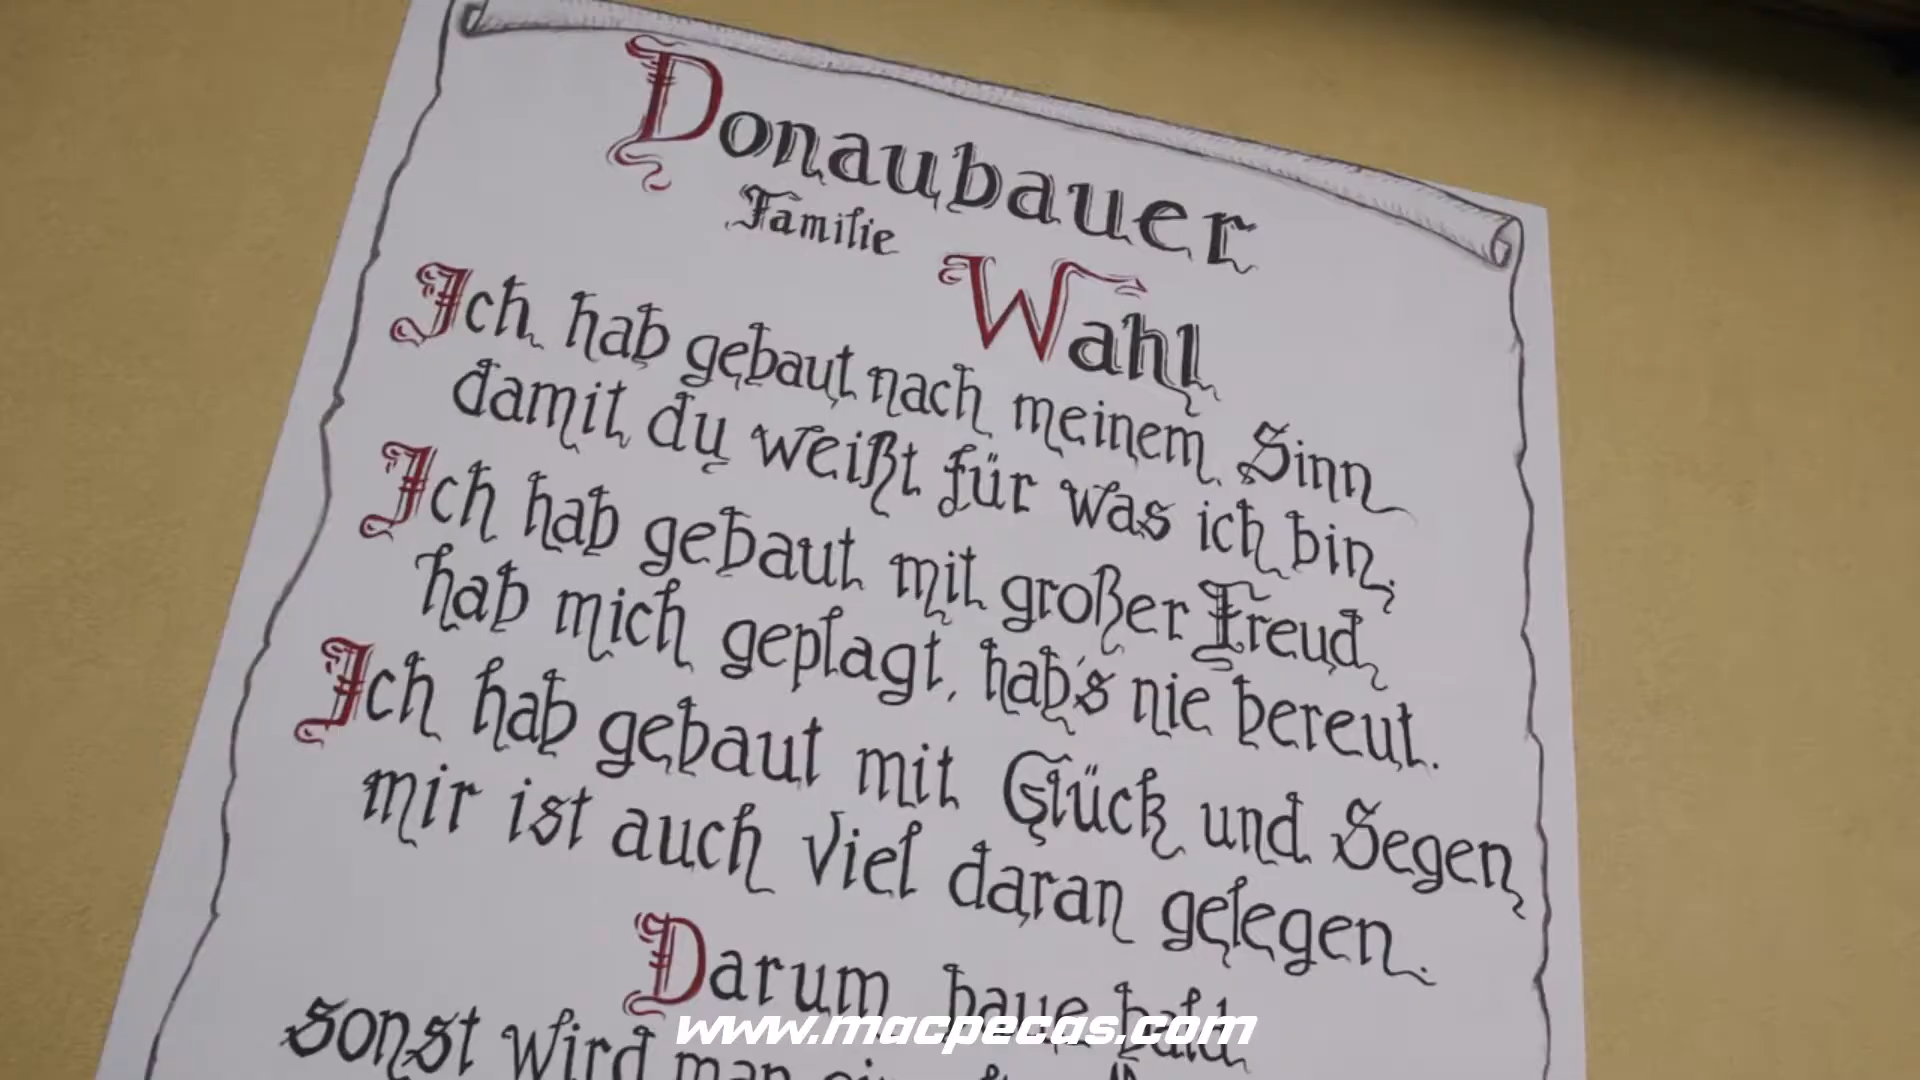 Donaubauer
Familie Wahl
Ich hab gebaut nach meinem Sinn
damit du weißt für was ich bin.
Ich hab gebaut mit großer Freud
hab mich geplagt, hab's nie bereut.
Ich hab gebaut mit Glück und Segen
mir ist auch viel daran gelegen.
Darum baue bald
sonst wird man
www.macpecas.com